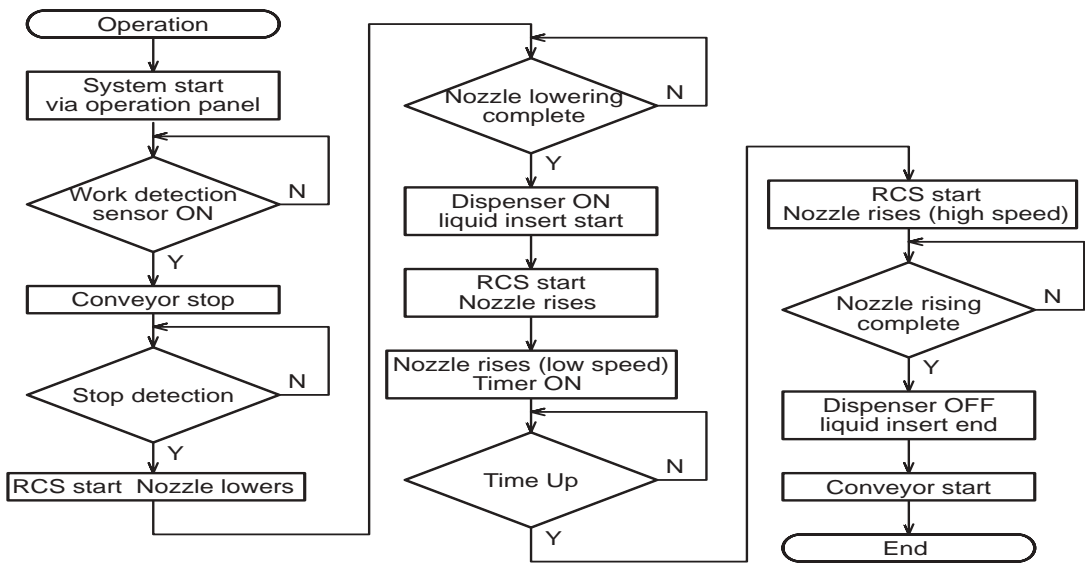 Operation
System start
via operation panel
Work detection
sensor ON
N
Y
Conveyor stop
Stop detection
N
Y
RCS start Nozzle lowers
Nozzle lowering
complete
N
Y
Dispenser ON
liquid insert start
RCS start
Nozzle rises
Nozzle rises (low speed)
Timer ON
Time Up
N
Y
RCS start
Nozzle rises (high speed)
Nozzle rising
complete
N
Y
Dispenser OFF
liquid insert end
Conveyor start
End